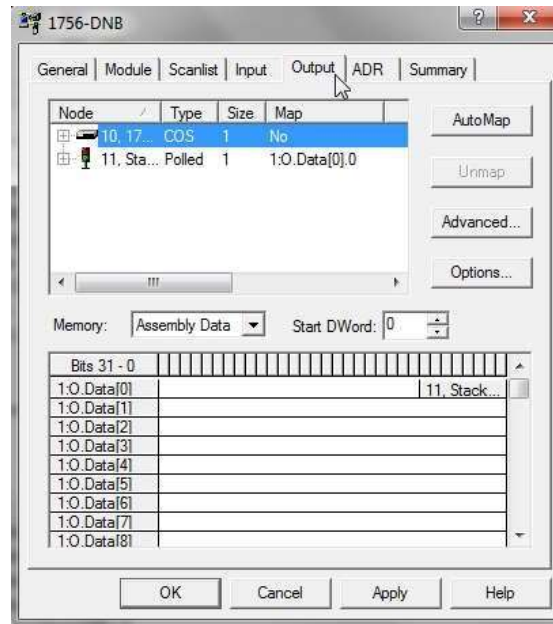 1756-DNB
General Module Scanlist Input Output ADR Summary
Node Type Size Map
10, 17... COS 1 No
11, Sta... Polled 1 1:O.Data[0].0
AutoMap
Unmap
Advanced...
Options...
Memory: Assembly Data Start DWord: 0
Bits 31 - 0
1:O.Data[0] 11, Stack...
1:O.Data[1]
1:O.Data[2]
1:O.Data[3]
1:O.Data[4]
1:O.Data[5]
1:O.Data[6]
1:O.Data[7]
1:O.Data[8]
OK Cancel Apply Help